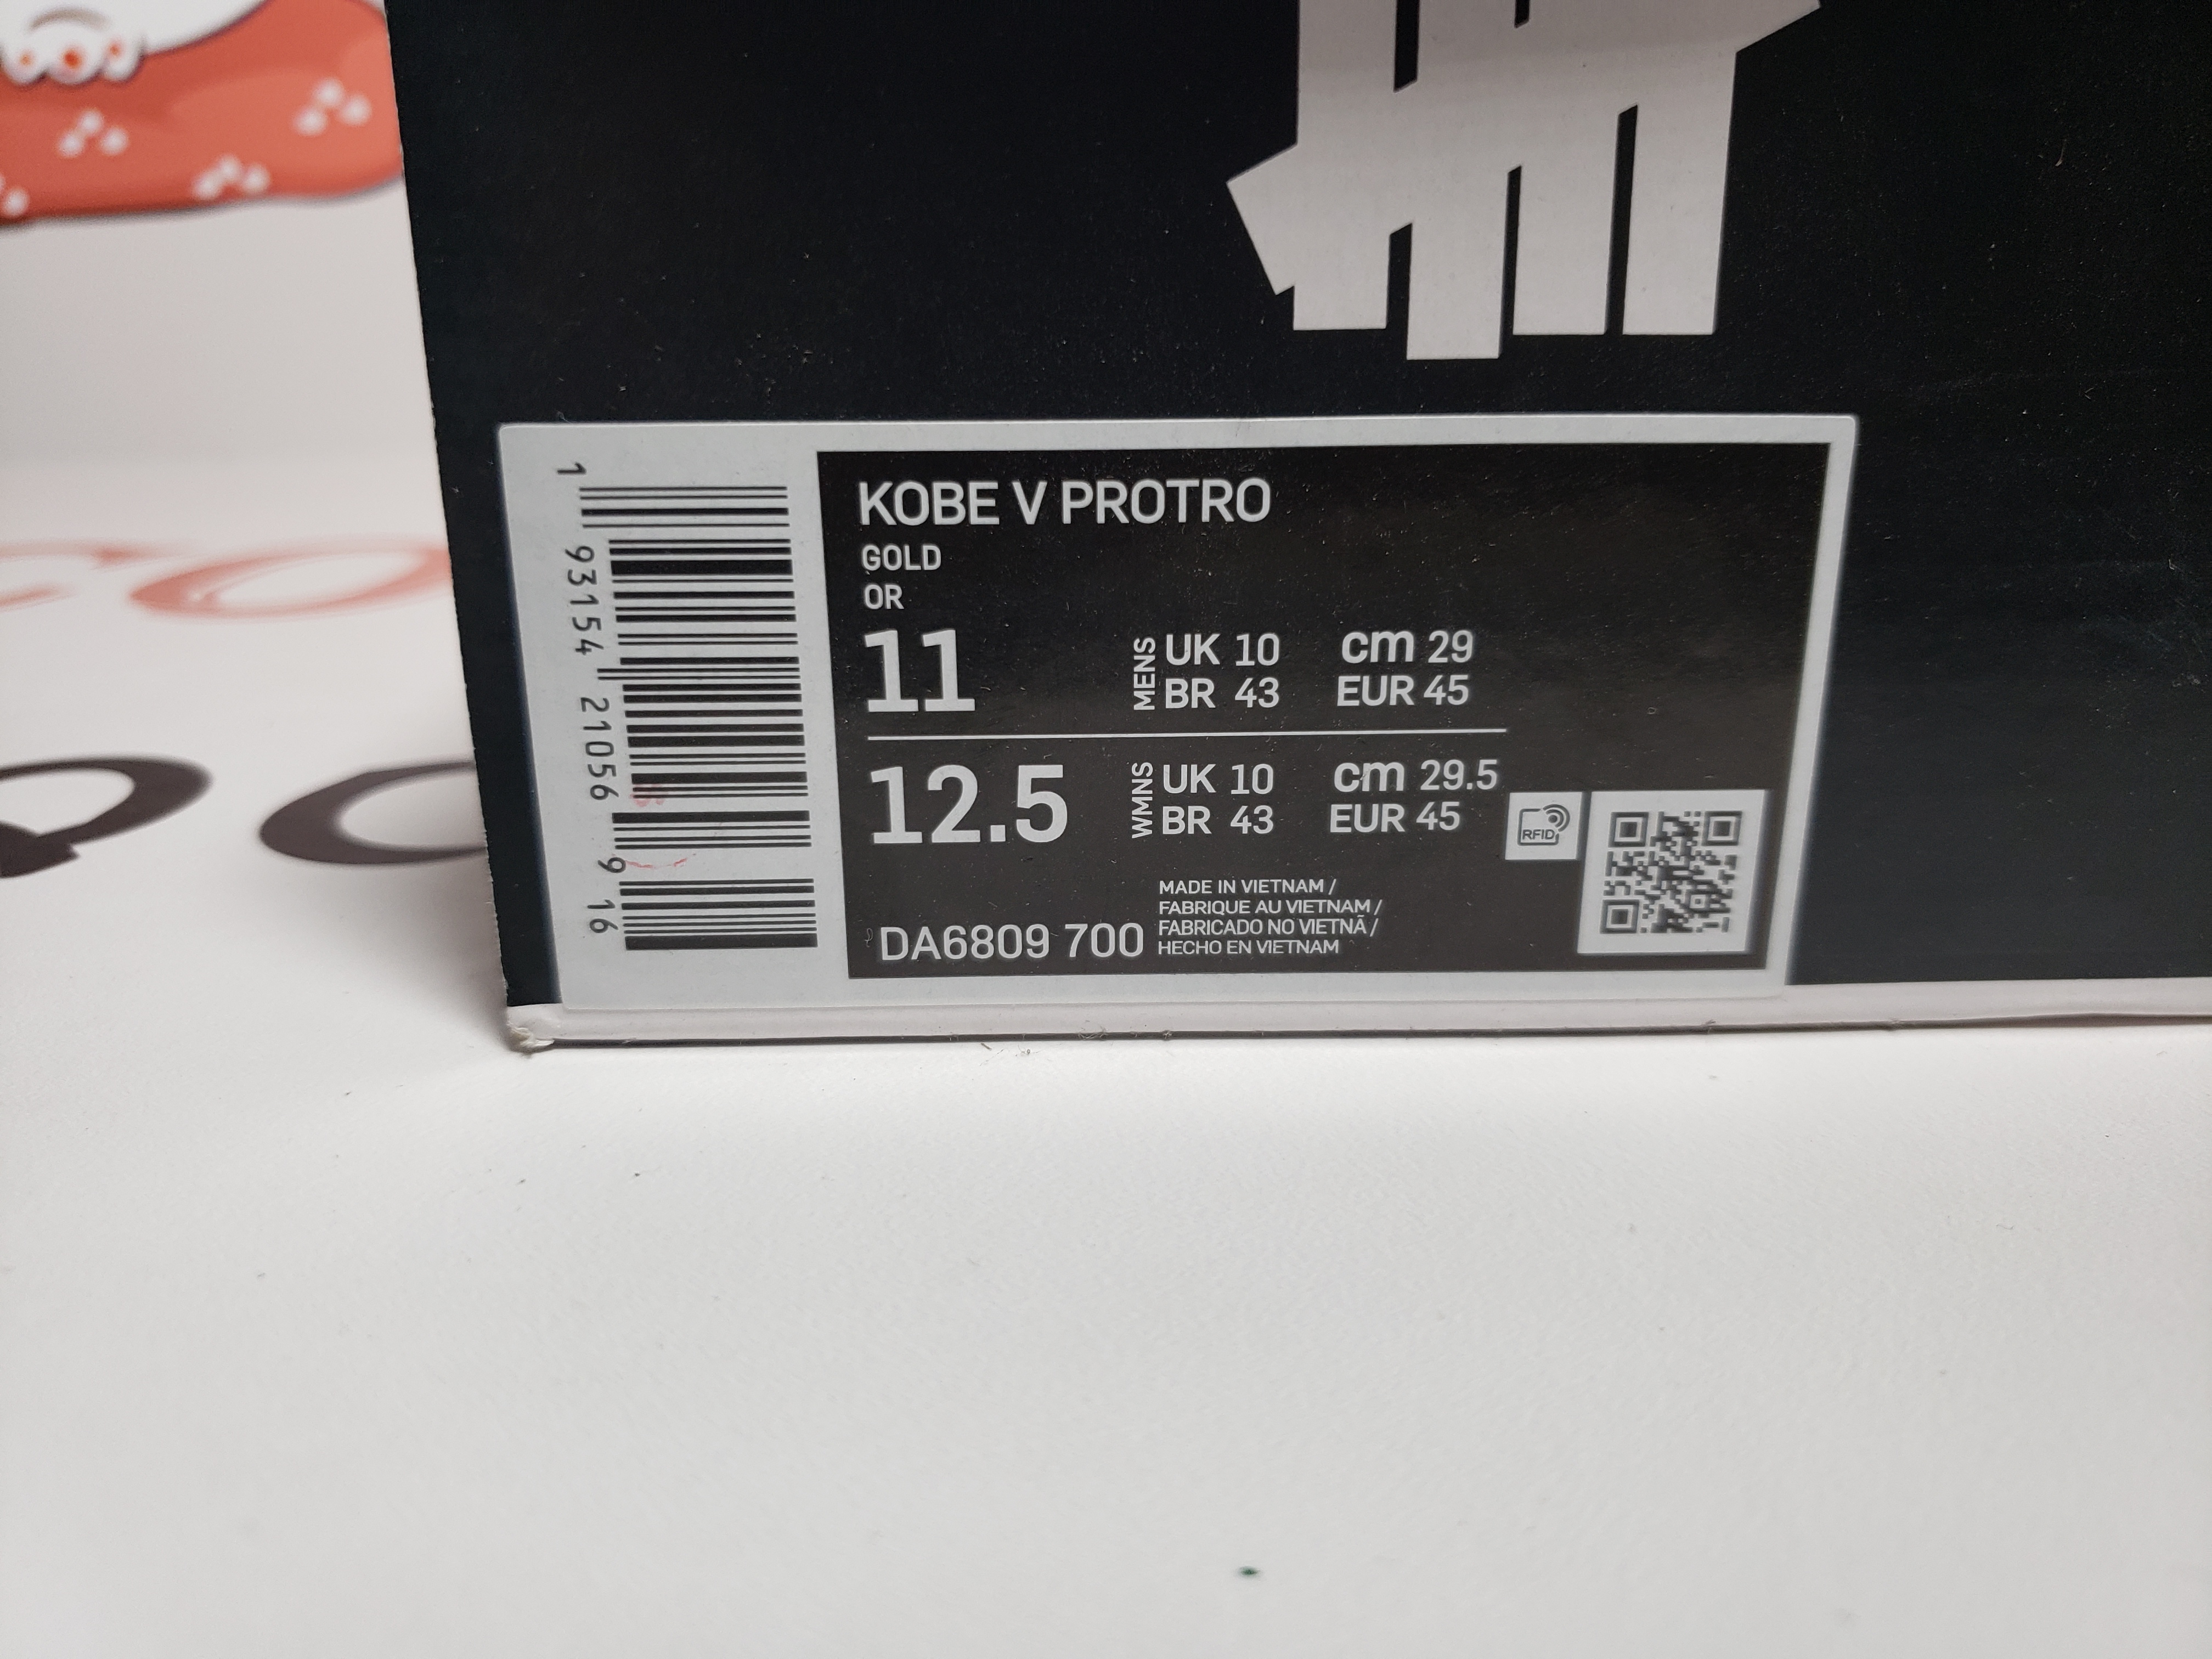 KOBE V PROTRO
GOLD
OR
11 MENS UK 10 cm 29
BR 43 EUR 45
12.5 WMNS UK 10 cm 29.5
BR 43 EUR 45
RFID
DA6809 700
MADE IN VIETNAM /
FABRIQUE AU VIETNAM /
FABRICADO NO VIETNÃ /
HECHO EN VIETNAM
1 93154 21056 9 16